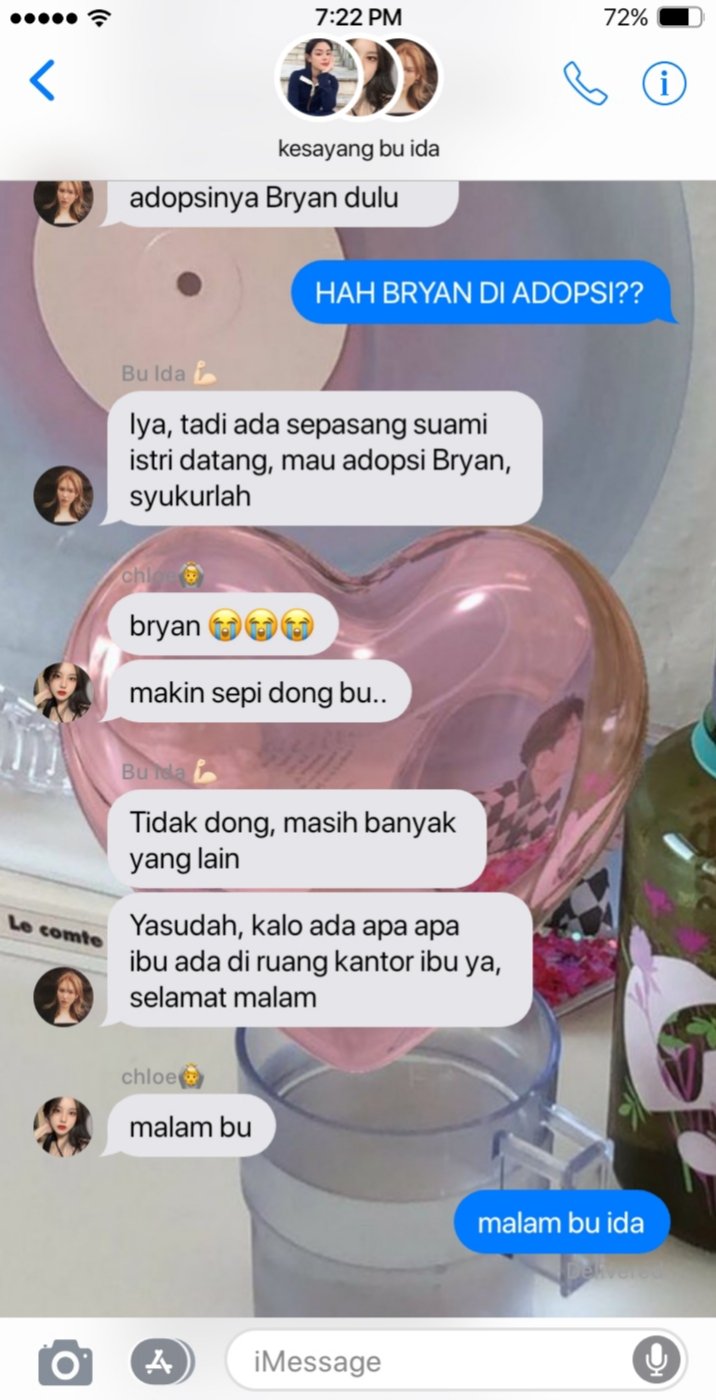 7:22 PM
72%
kesayang bu ida
adopsinya Bryan dulu
HAH BRYAN DI ADOPSI??
Bu Ida 💪🏻
Iya, tadi ada sepasang suami
istri datang, mau adopsi Bryan,
syukurlah
chloe🙆🏻
bryan 😭😭😭
makin sepi dong bu..
Bu Ida 💪🏻
Tidak dong, masih banyak
yang lain
Yasudah, kalo ada apa apa
ibu ada di ruang kantor ibu ya,
selamat malam
Le comte
chloe🙆🏻
malam bu
malam bu ida
Delivered
iMessage